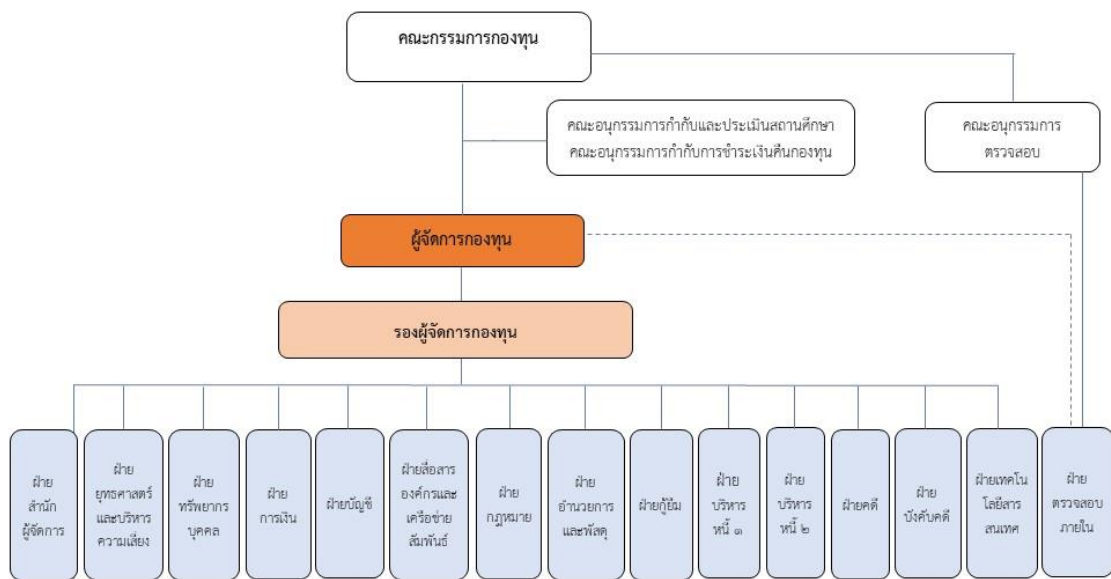 คณะกรรมการกองทุน
คณะอนุกรรมการกำกับและประเมินสถานศึกษา
คณะอนุกรรมการกำกับการชำระเงินคืนกองทุน
คณะอนุกรรมการ
ตรวจสอบ
ผู้จัดการกองทุน
รองผู้จัดการกองทุน
ฝ่าย
สำนัก
ผู้จัดการ
ฝ่าย
ยุทธศาสตร์
และบริหาร
ความเสี่ยง
ฝ่าย
ทรัพยากร
บุคคล
ฝ่าย
การเงิน
ฝ่ายบัญชี
ฝ่ายสื่อสาร
องค์กรและ
เครือข่าย
สัมพันธ์
ฝ่าย
กฎหมาย
ฝ่าย
อำนวยการ
และพัสดุ
ฝ่ายกู้ยืม
ฝ่าย
บริหาร
หนี้ ๑
ฝ่าย
บริหาร
หนี้ ๒
ฝ่ายคดี
ฝ่าย
บังคับคดี
ฝ่ายเทคโน
โลยีสาร
สนเทศ
ฝ่าย
ตรวจสอบ
ภายใน